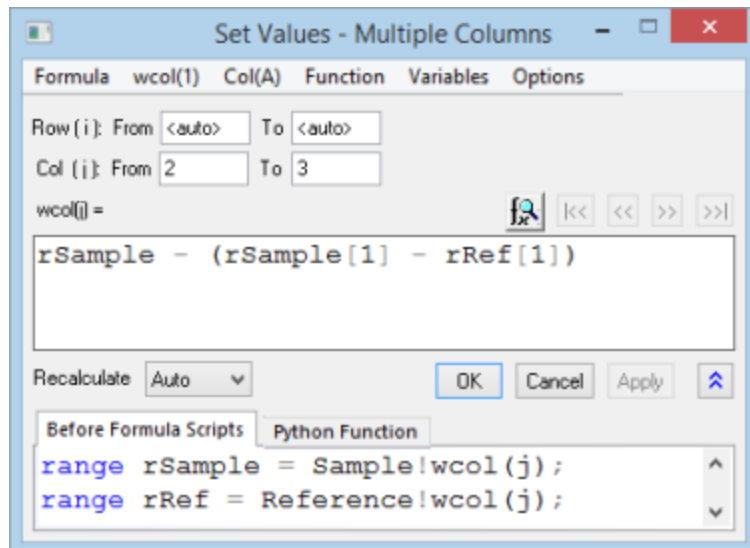 Set Values - Multiple Columns
Formula wcol(1) Col(A) Function Variables Options
Row (i): From <auto> To <auto>
Col (j): From 2 To 3
wcol(j) =
|<< << >> >>|
rSample - (rSample[1] - rRef[1])
Recalculate Auto OK Cancel Apply
Before Formula Scripts Python Function
range rSample = Sample!wcol(j);
range rRef = Reference!wcol(j);